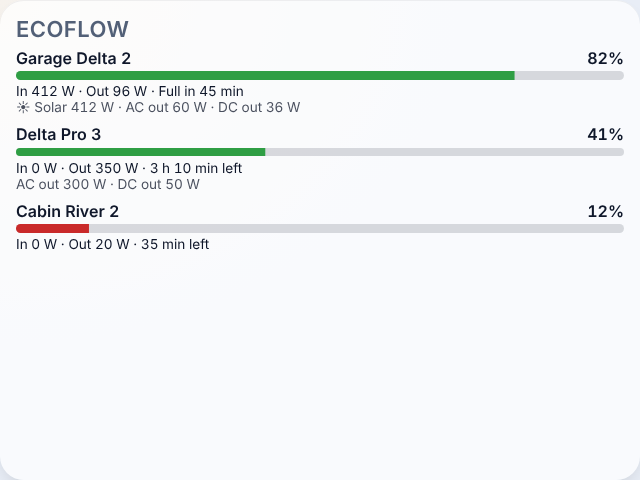 ECOFLOW
Garage Delta 2 82%
In 412 W · Out 96 W · Full in 45 min
☀ Solar 412 W · AC out 60 W · DC out 36 W
Delta Pro 3 41%
In 0 W · Out 350 W · 3 h 10 min left
AC out 300 W · DC out 50 W
Cabin River 2 12%
In 0 W · Out 20 W · 35 min left